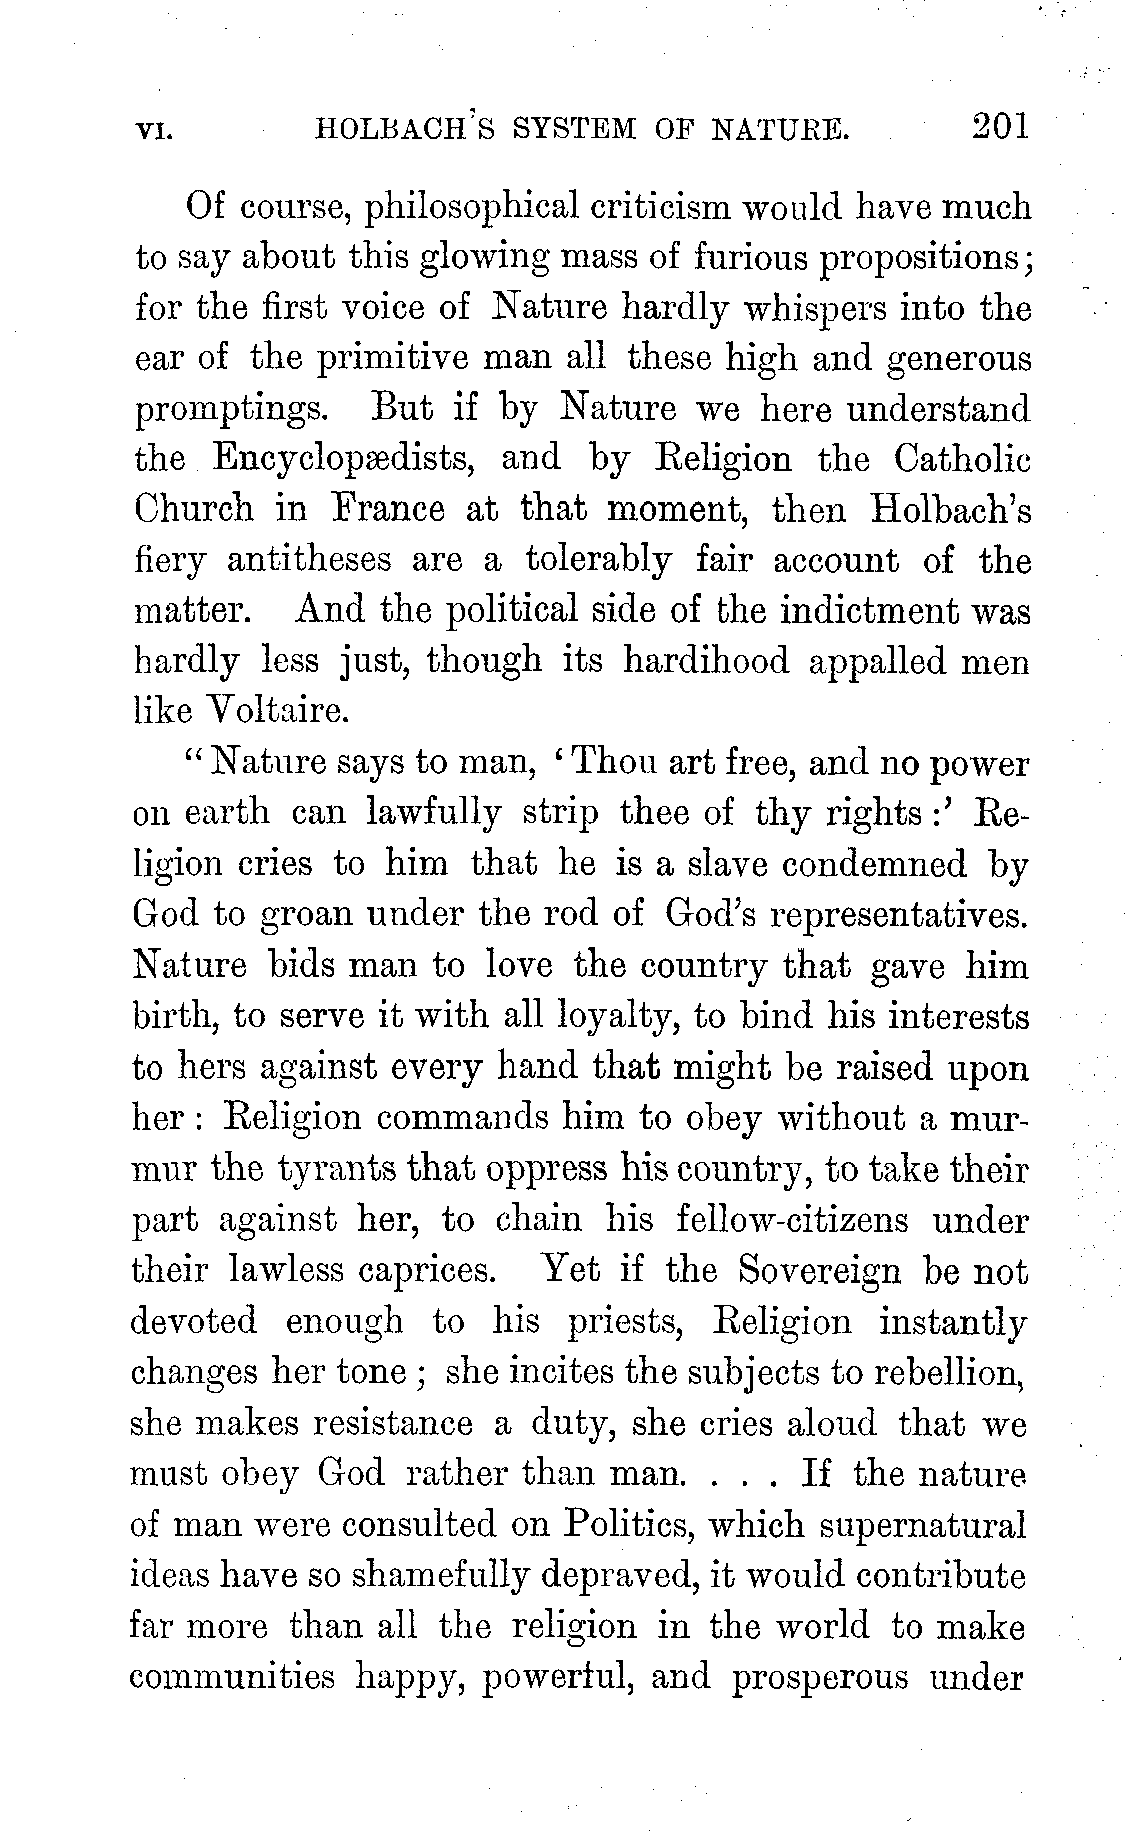 VI. HOLBACH'S SYSTEM OF NATURE. 201
Of course, philosophical criticism would have much
to say about this glowing mass of furious propositions;
for the first voice of Nature hardly whispers into the
ear of the primitive man all these high and generous
promptings. But if by Nature we here understand
the Encyclopædists, and by Religion the Catholic
Church in France at that moment, then Holbach's
fiery antitheses are a tolerably fair account of the
matter. And the political side of the indictment was
hardly less just, though its hardihood appalled men
like Voltaire.
“Nature says to man, ‘Thou art free, and no power
on earth can lawfully strip thee of thy rights:’ Re-
ligion cries to him that he is a slave condemned by
God to groan under the rod of God's representatives.
Nature bids man to love the country that gave him
birth, to serve it with all loyalty, to bind his interests
to hers against every hand that might be raised upon
her: Religion commands him to obey without a mur-
mur the tyrants that oppress his country, to take their
part against her, to chain his fellow-citizens under
their lawless caprices. Yet if the Sovereign be not
devoted enough to his priests, Religion instantly
changes her tone; she incites the subjects to rebellion,
she makes resistance a duty, she cries aloud that we
must obey God rather than man. . . . If the nature
of man were consulted on Politics, which supernatural
ideas have so shamefully depraved, it would contribute
far more than all the religion in the world to make
communities happy, powerful, and prosperous under